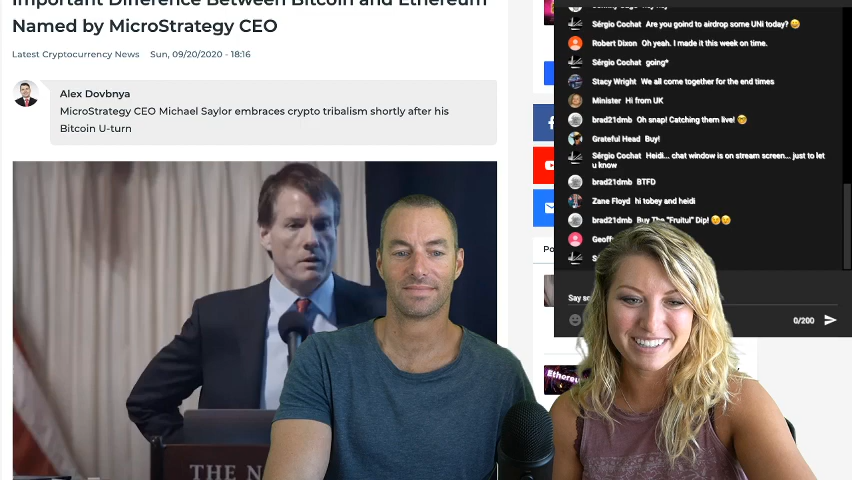 Important Difference Between Bitcoin and Ethereum
Named by MicroStrategy CEO
Latest Cryptocurrency News Sun, 09/20/2020 - 18:16
Alex Dovbnya
MicroStrategy CEO Michael Saylor embraces crypto tribalism shortly after his
Bitcoin U-turn
THE N
Po
Ethereu
Sérgio Cochat Are you goind to airdrop some UNi today? 😄
Robert Dixon Oh yeah. I made it this week on time.
Sérgio Cochat going*
Stacy Wright We all come together for the end times
Minister Hi from UK
brad21dmb Oh snap! Catching them live! 🤓
Grateful Head Buy!
Sérgio Cochat Heidi... chat window is on stream screen... just to let
u know
brad21dmb BTFD
Zane Floyd hi tobey and heidi
brad21dmb Buy The "Fruitul" Dip! 😚😉
Geoff
S
Say so
0/200